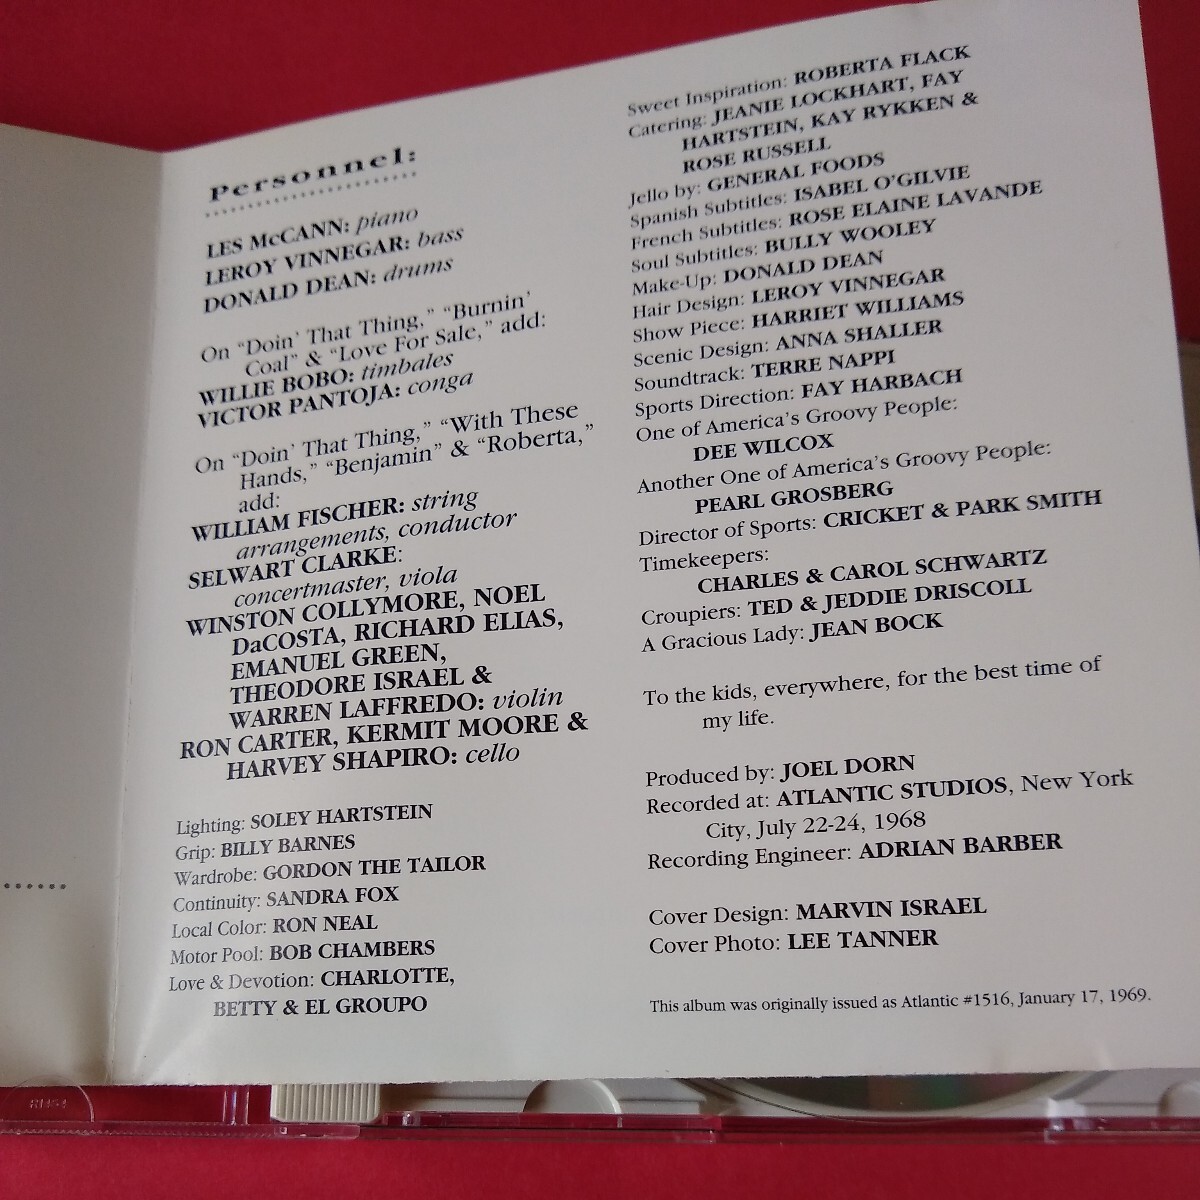 Personnel:
LES McCANN: piano
LEROY VINNEGAR: bass
DONALD DEAN: drums
On "Doin' That Thing," "Burnin'
Coal" & "Love For Sale," add:
WILLIE BOBO: timbales
VICTOR PANTOJA: conga
On "Doin' That Thing," "With These
Hands," "Benjamin" & "Roberta,"
add:
WILLIAM FISCHER: string
arrangements, conductor
SELWART CLARKE:
concertmaster, viola
WINSTON COLLYMORE, NOEL
DaCOSTA, RICHARD ELIAS,
EMANUEL GREEN,
THEODORE ISRAEL &
WARREN LAFFREDO: violin
RON CARTER, KERMIT MOORE &
HARVEY SHAPIRO: cello
Lighting: SOLEY HARTSTEIN
Grip: BILLY BARNES
Wardrobe: GORDON THE TAILOR
Continuity: SANDRA FOX
Local Color: RON NEAL
Motor Pool: BOB CHAMBERS
Love & Devotion: CHARLOTTE,
BETTY & EL GROUPO
Sweet Inspiration: ROBERTA FLACK
Catering: JEANIE LOCKHART, FAY
HARTSTEIN, KAY RYKKEN &
ROSE RUSSELL
Jello by: GENERAL FOODS
Spanish Subtitles: ISABEL O'GILVIE
French Subtitles: ROSE ELAINE LAVANDE
Soul Subtitles: BULLY WOOLEY
Make-Up: DONALD DEAN
Hair Design: LEROY VINNEGAR
Show Piece: HARRIET WILLIAMS
Scenic Design: ANNA SHALLER
Soundtrack: TERRE NAPPI
Sports Direction: FAY HARBACH
One of America's Groovy People:
DEE WILCOX
Another One of America's Groovy People:
PEARL GROSBERG
Director of Sports: CRICKET & PARK SMITH
Timekeepers:
CHARLES & CAROL SCHWARTZ
Croupiers: TED & JEDDIE DRISCOLL
A Gracious Lady: JEAN BOCK
To the kids, everywhere, for the best time of
my life.
Produced by: JOEL DORN
Recorded at: ATLANTIC STUDIOS, New York
City, July 22-24, 1968
Recording Engineer: ADRIAN BARBER
Cover Design: MARVIN ISRAEL
Cover Photo: LEE TANNER
This album was originally issued as Atlantic #1516, January 17, 1969.